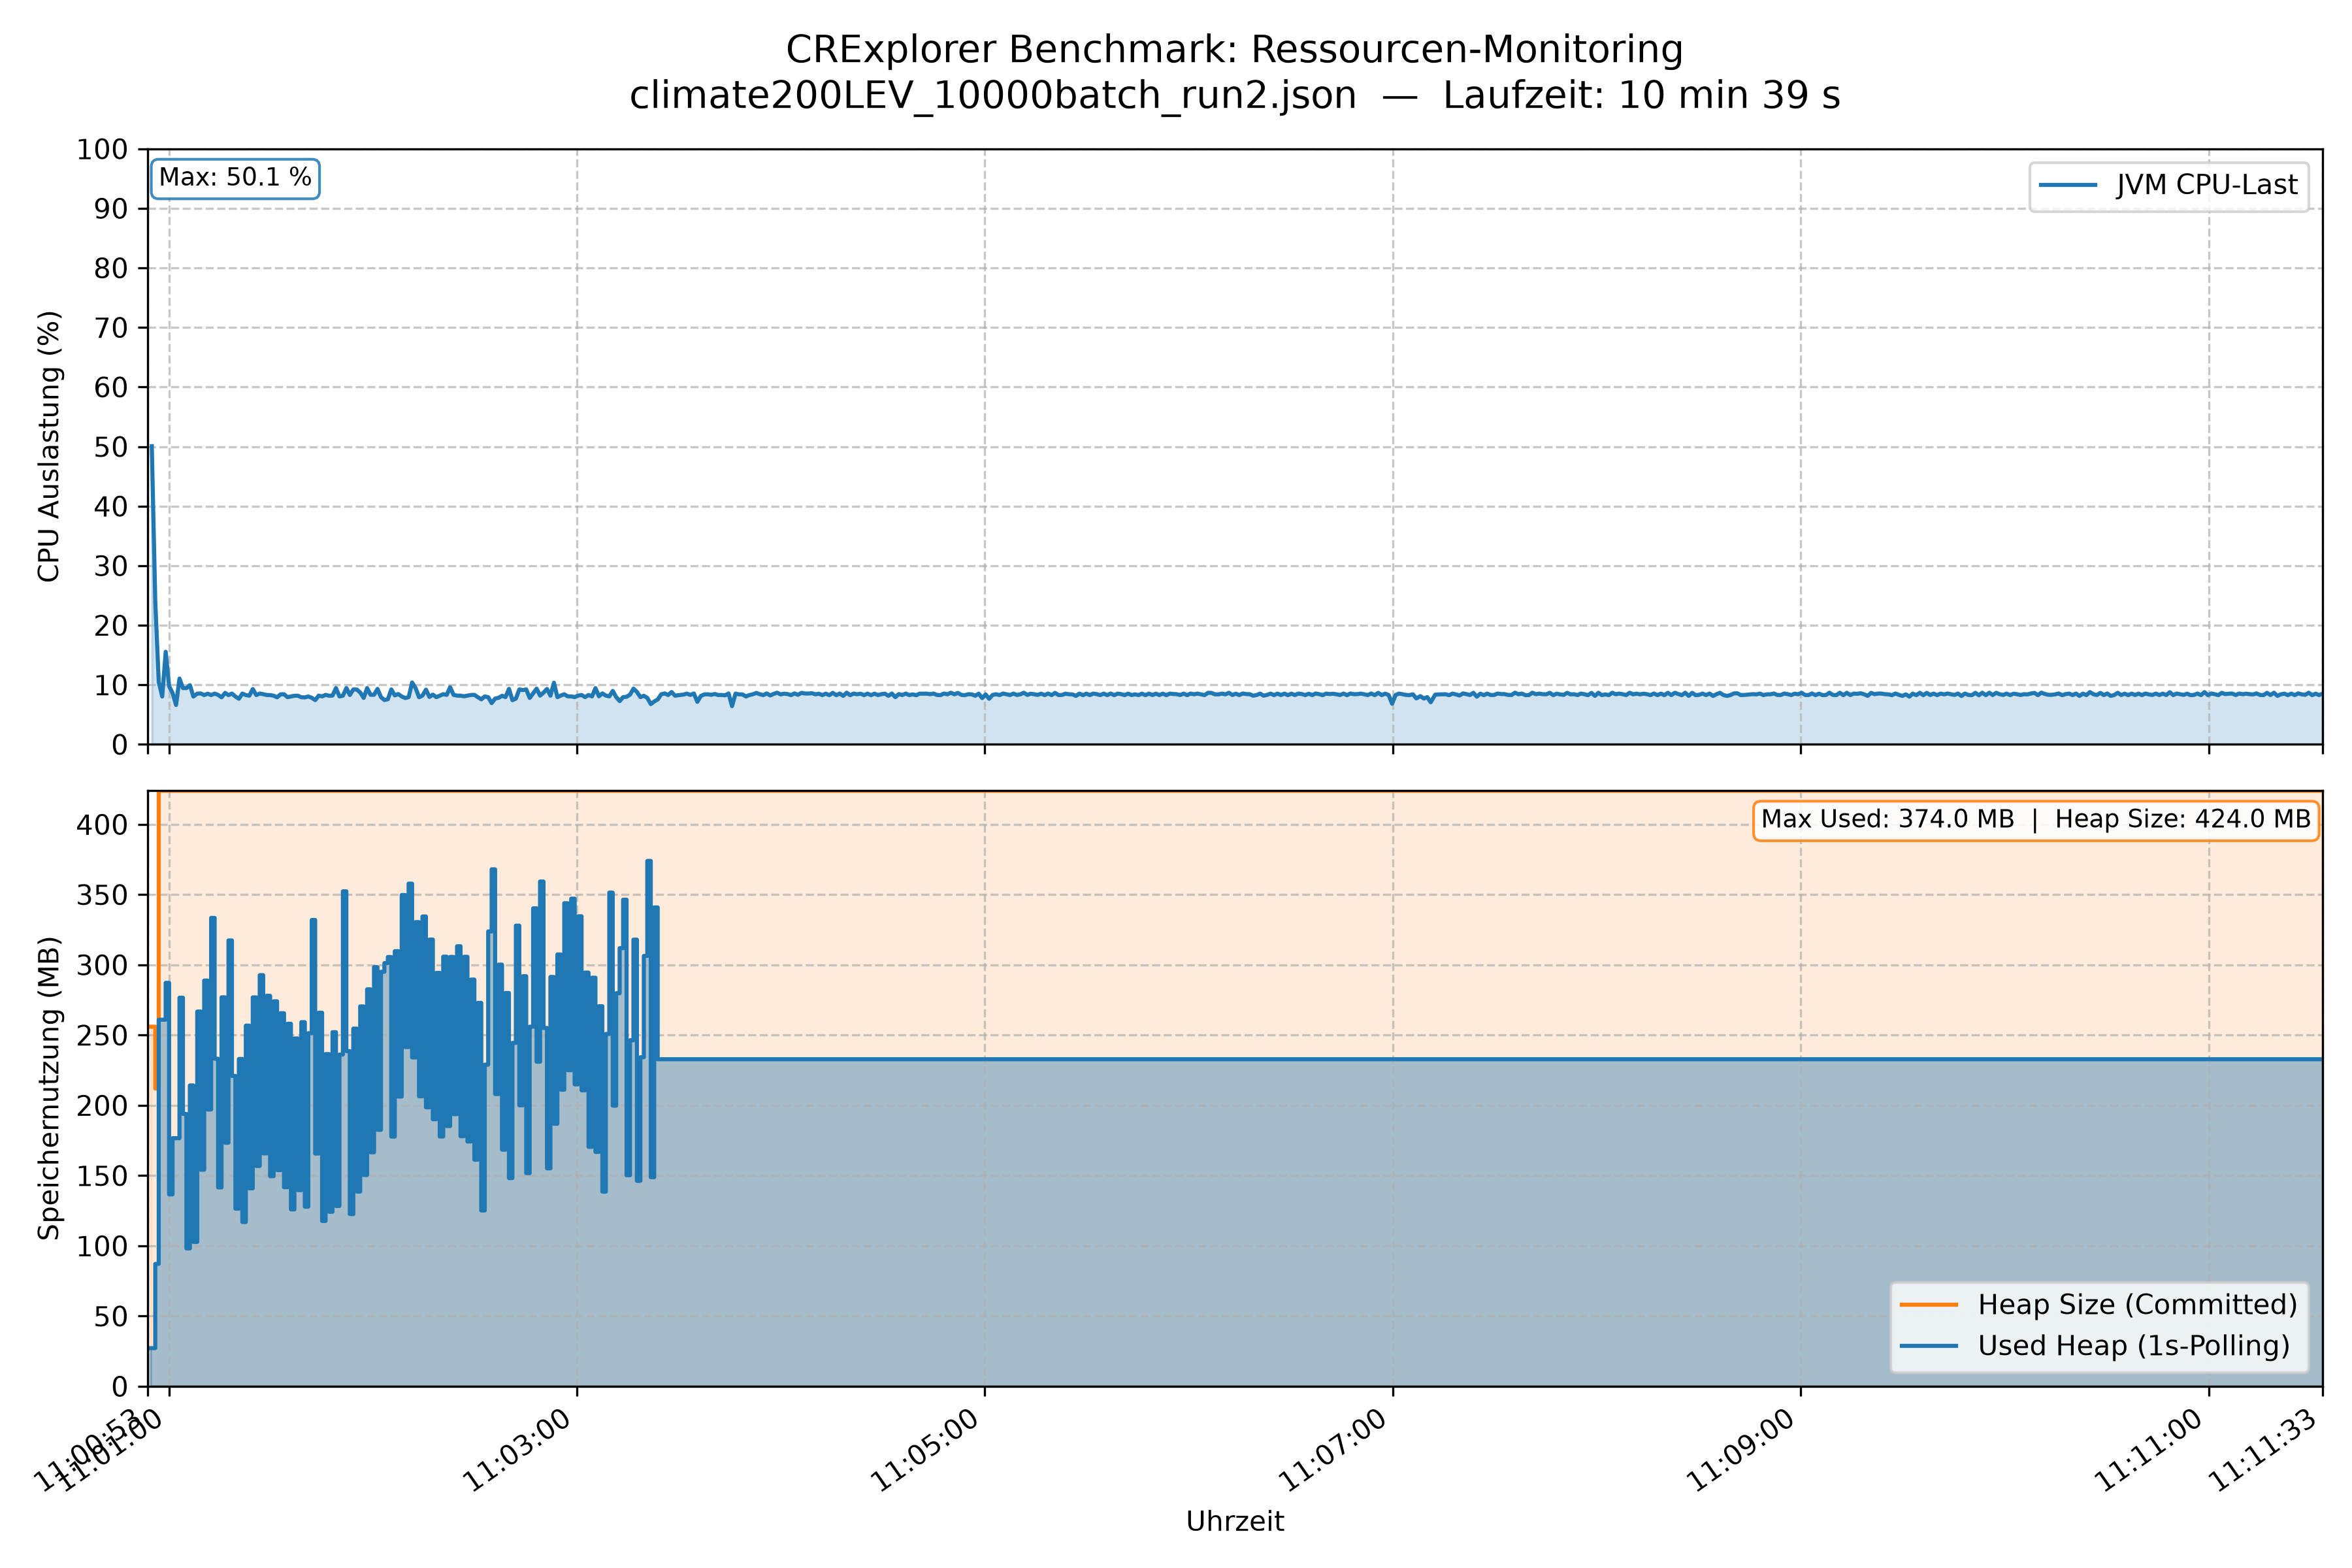 CRExplorer Benchmark: Ressourcen-Monitoring
climate200LEV_10000batch_run2.json — Laufzeit: 10 min 39 s
Max: 50.1 %
JVM CPU-Last
CPU Auslastung (%)
100
90
80
70
60
50
40
30
20
10
0
Max Used: 374.0 MB | Heap Size: 424.0 MB
Speichernutzung (MB)
400
350
300
250
200
150
100
50
0
Heap Size (Committed)
Used Heap (1s-Polling)
11:00:53
11:01:00
11:03:00
11:05:00
11:07:00
11:09:00
11:11:00
11:11:33
Uhrzeit